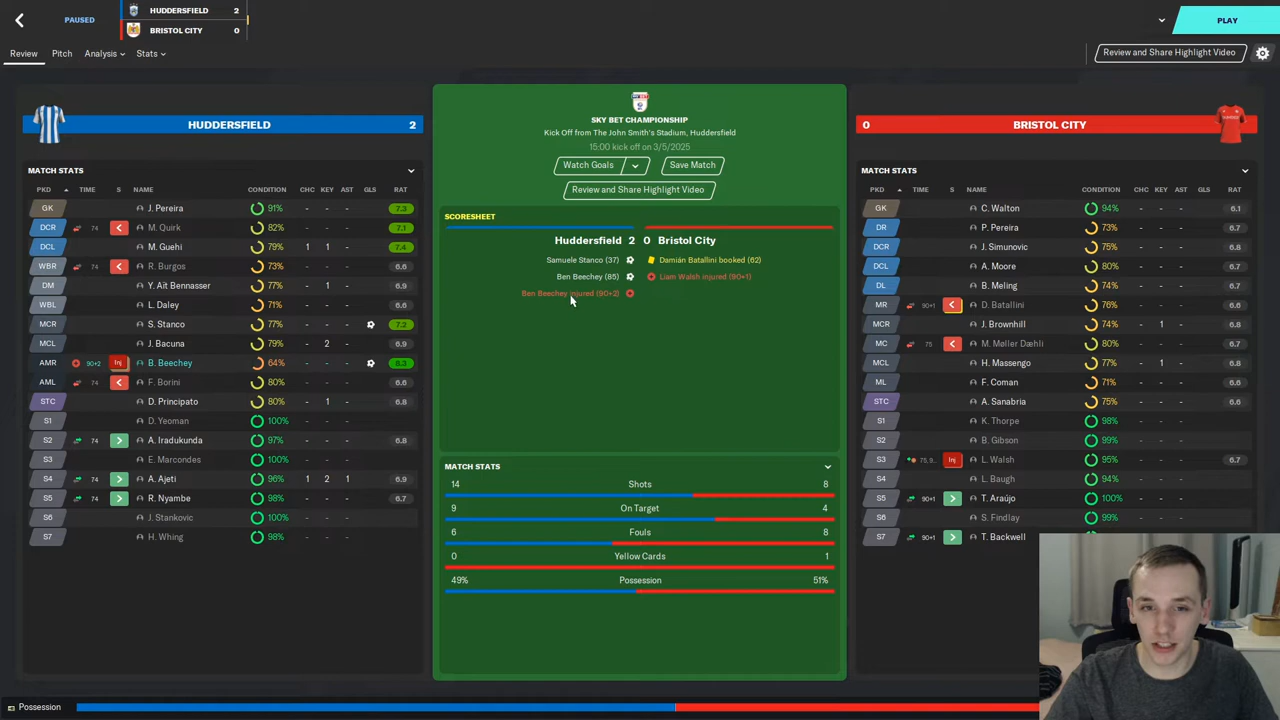 PAUSED
HUDDERSFIELD 2
BRISTOL CITY 0
PLAY
Review Pitch Analysis Stats
Review and Share Highlight Video
HUDDERSFIELD 2
MATCH STATS
PKD TIME S NAME CONDITION CHC KEY AST GLS RAT
GK J. Pereira 91% - - - - 7.3
DCR 74 M. Quirk 82% - - - - 7.1
DCL M. Guehi 79% 1 1 - - 7.4
WBR 74 R. Burgos 73% - - - - 6.6
DM Y. Aït Bennasser 77% - 1 - - 6.9
WBL L. Daley 71% - - - - 6.6
MCR S. Stanco 77% - - - 7.2
MCL J. Bacuna 79% - 2 - - 6.9
AMR 90+2 Inj B. Beechey 64% - - - 8.3
AML 74 F. Borini 80% - - - - 6.6
STC D. Principato 80% - 1 - - 6.8
S1 D. Yeoman 100%
S2 74 A. Iradukunda 97% - - - - 6.8
S3 E. Marcondes 100%
S4 74 A. Ajeti 96% 1 2 1 - 6.9
S5 74 R. Nyambe 98% - - - - 6.7
S6 J. Stankovic 100%
S7 H. Whing 98%
SKY BET
SKY BET CHAMPIONSHIP
Kick Off from The John Smith's Stadium, Huddersfield
15:00 kick off on 3/5/2025
Watch Goals Save Match
Review and Share Highlight Video
SCORESHEET
Huddersfield 2 0 Bristol City
Samuele Stanco (37) Damián Batallini booked (62)
Ben Beechey (85) Liam Walsh injured (90+1)
Ben Beechey injured (90+2)
MATCH STATS
14 Shots 8
9 On Target 4
6 Fouls 8
0 Yellow Cards 1
49% Possession 51%
0 BRISTOL CITY
MATCH STATS
PKD TIME S NAME CONDITION CHC KEY AST GLS RAT
GK C. Walton 94% - - - - 6.1
DR P. Pereira 73% - - - - 6.7
DCR J. Simunovic 75% - - - - 6.8
DCL A. Moore 80% - - - - 6.7
DL B. Meling 74% - - - - 6.7
MR 90+1 D. Batallini 76% - - - - 6.6
MCR J. Brownhill 74% - 1 - - 6.8
MC 75 M. Møller Dæhli 80% - - - - 6.7
MCL H. Massengo 77% - 1 - - 6.8
ML F. Coman 71% - - - - 6.6
STC A. Sanabria 75% - - - - 6.6
S1 K. Thorpe 98%
S2 B. Gibson 99%
S3 75, 9... Inj L. Walsh 95% - - - - 6.7
S4 L. Baugh 94%
S5 90+1 T. Araújo 100% - - - - -
S6 S. Findlay 99%
S7 90+1 T. Backwell
Possession